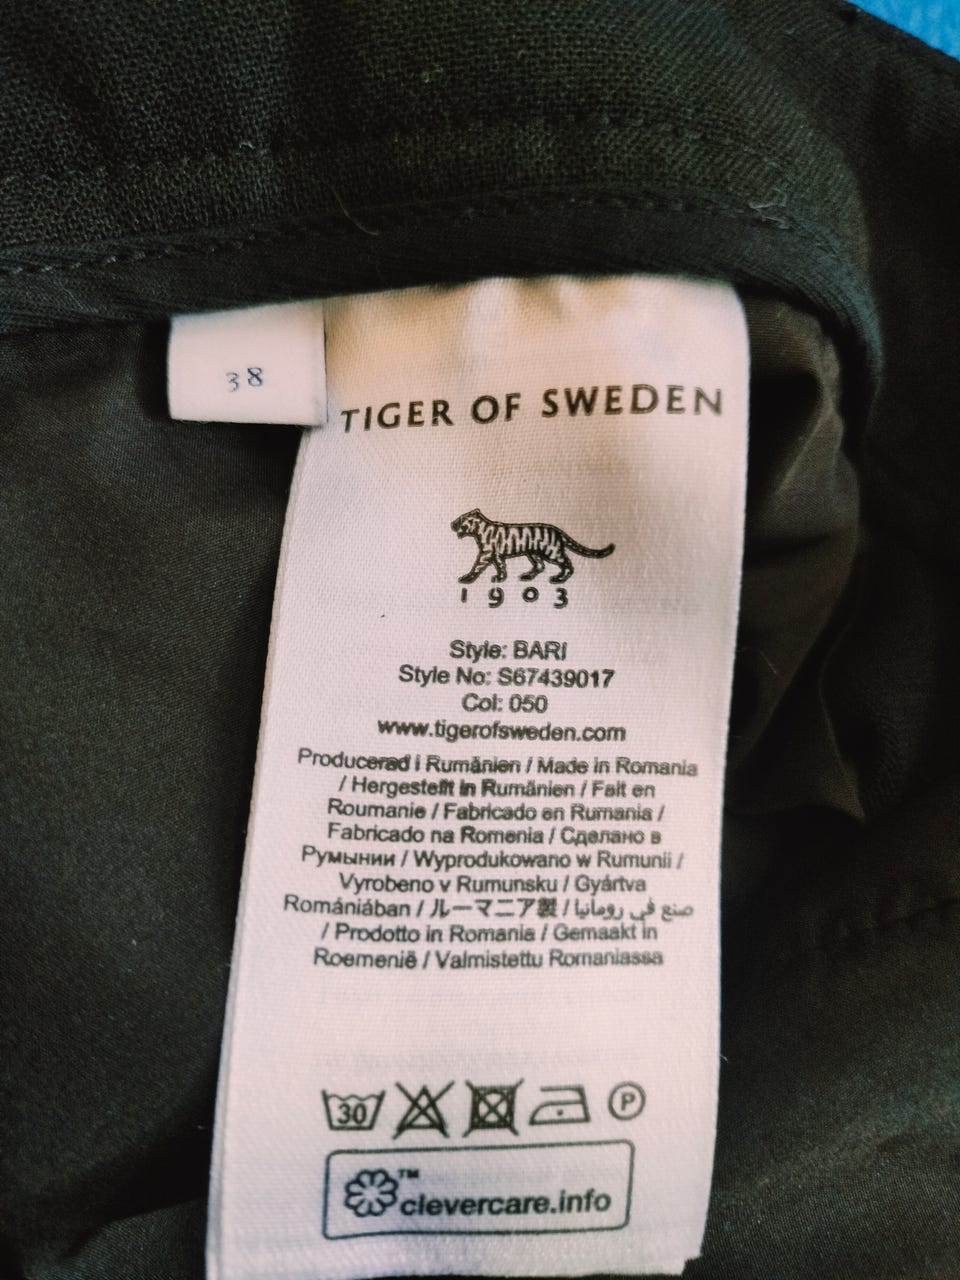 38
TIGER OF SWEDEN
1903
Style: BARI
Style No: S67439017
Col: 050
www.tigerofsweden.com
Producerad i Rumänien / Made in Romania
/ Hergestellt in Rumänien / Fait en
Roumanie / Fabricado en Rumania /
Fabricado na Romenia / Сделано в
Румынии / Wyprodukowano w Rumunii /
Vyrobeno v Rumunsku / Gyártva
Romániában / ルーマニア製 / صنع في رومانيا
/ Prodotto in Romania / Gemaakt in
Roemenië / Valmistettu Romaniassa
30 P
™
clevercare.info